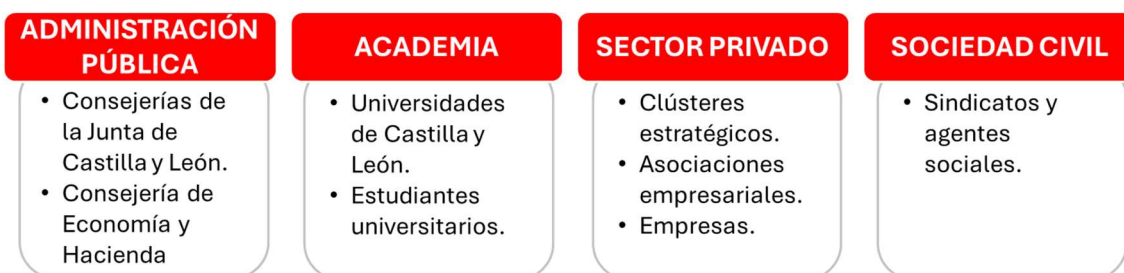 ADMINISTRACIÓN
PÚBLICA
• Consejerías de
la Junta de
Castilla y León.
• Consejería de
Economía y
Hacienda
ACADEMIA
• Universidades
de Castilla y
León.
• Estudiantes
universitarios.
SECTOR PRIVADO
• Clústeres
estratégicos.
• Asociaciones
empresariales.
• Empresas.
SOCIEDAD CIVIL
• Sindicatos y
agentes
sociales.